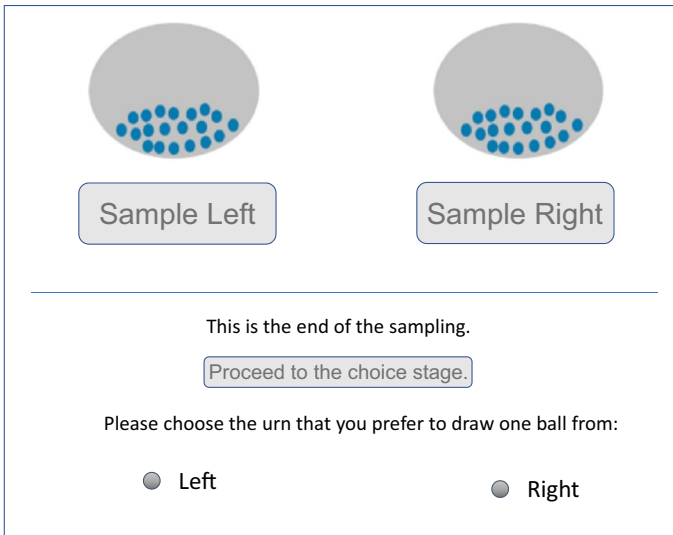 Sample Left
Sample Right
This is the end of the sampling.
Proceed to the choice stage.
Please choose the urn that you prefer to draw one ball from:
Left
Right